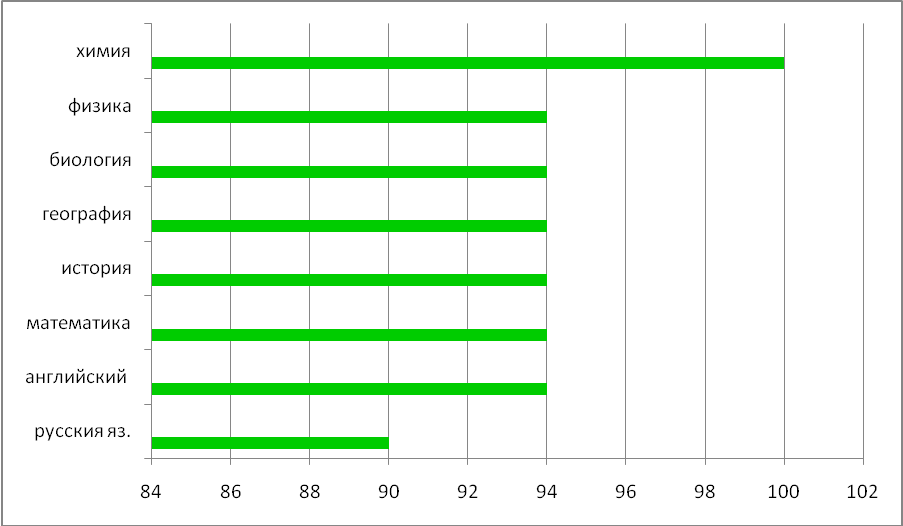 химия
физика
биология
география
история
математика
английский
русския яз.
84 86 88 90 92 94 96 98 100 102